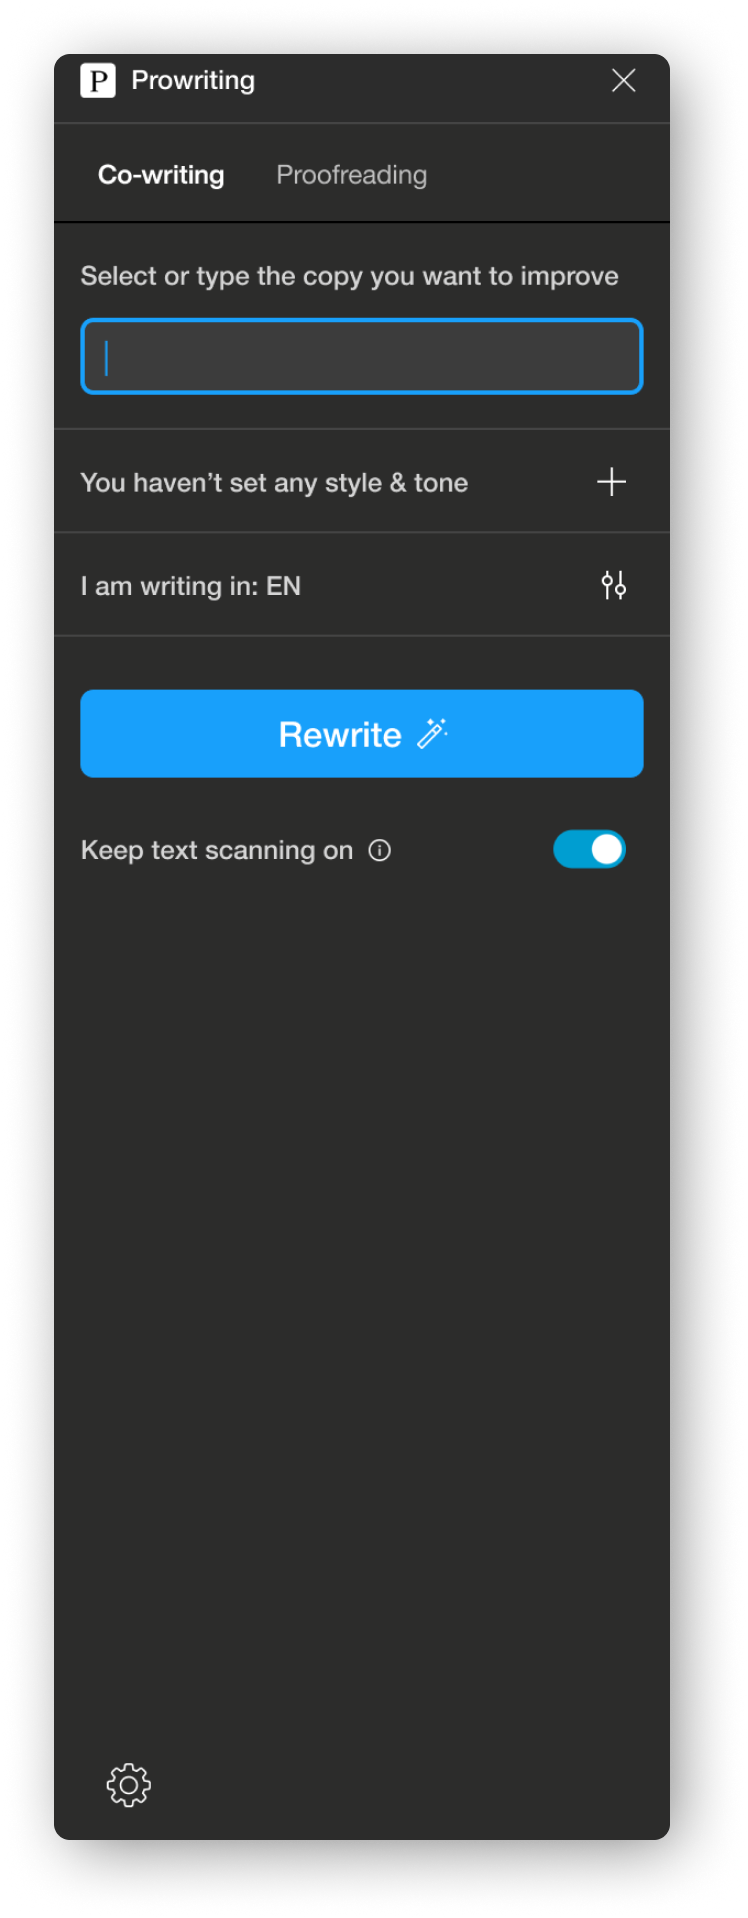 P Prowriting
Co-writing Proofreading
Select or type the copy you want to improve
You haven’t set any style & tone
I am writing in: EN
Rewrite
Keep text scanning on